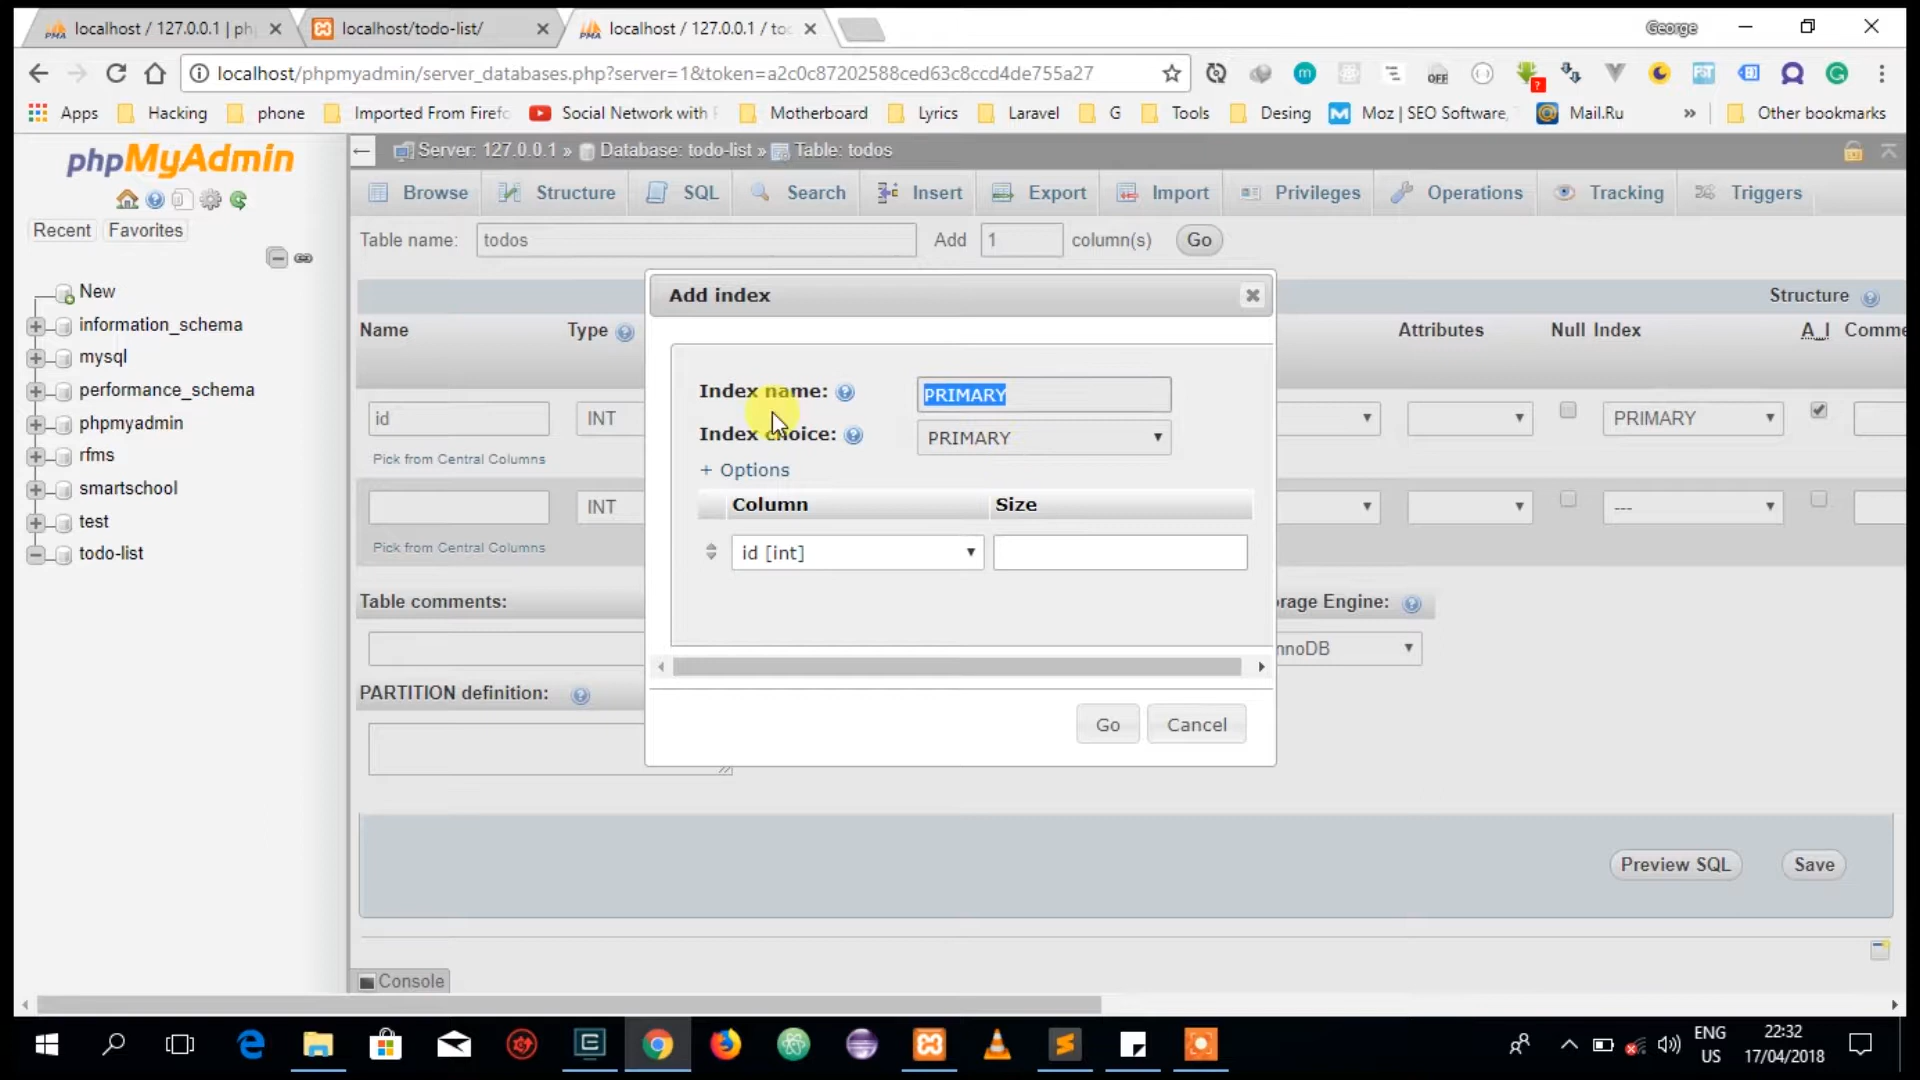 localhost / 127.0.0.1 | ph
localhost/todo-list/
localhost / 127.0.0.1 / too
George
localhost/phpmyadmin/server_databases.php?server=1&token=a2c0c87202588ced63c8ccd4de755a27
OFF
Apps
Hacking
phone
Imported From Firefo
Social Network with
Motherboard
Lyrics
Laravel
G
Tools
Desing
Moz | SEO Software,
Mail.Ru
»
Other bookmarks
phpMyAdmin
Recent
Favorites
New
information_schema
mysql
performance_schema
phpmyadmin
rfms
smartschool
test
todo-list
Server: 127.0.0.1 » Database: todo-list » Table: todos
Browse
Structure
SQL
Search
Insert
Export
Import
Privileges
Operations
Tracking
Triggers
Table name: todos Add 1 column(s) Go
Structure
Name
Type
Attributes
Null
Index
A_I
Comme
id
INT
PRIMARY
Pick from Central Columns
INT
---
Pick from Central Columns
Table comments:
rage Engine:
nnoDB
PARTITION definition:
Preview SQL
Save
Console
Add index
Index name: PRIMARY
Index choice: PRIMARY
+ Options
Column
Size
id [int]
Go
Cancel
ENG
US
22:32
17/04/2018